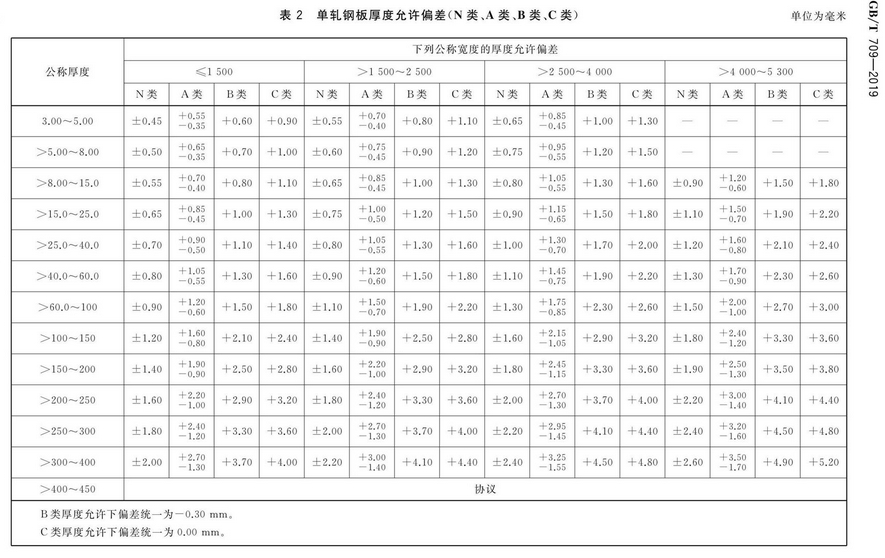 表 2 单轧钢板厚度允许偏差(N 类、A 类、B 类、C 类)
单位为毫米
GB/T 709—2019
公称厚度 下列公称宽度的厚度允许偏差
≤1 500 >1 500～2 500 >2 500～4 000 >4 000～5 300
N 类 A 类 B 类 C 类 N 类 A 类 B 类 C 类 N 类 A 类 B 类 C 类 N 类 A 类 B 类 C 类
3.00～5.00 ±0.45 +0.55 −0.35 +0.60 +0.90 ±0.55 +0.70 −0.40 +0.80 +1.10 ±0.65 +0.85 −0.45 +1.00 +1.30 — — — —
>5.00～8.00 ±0.50 +0.65 −0.35 +0.70 +1.00 ±0.60 +0.75 −0.45 +0.90 +1.20 ±0.75 +0.95 −0.55 +1.20 +1.50 — — — —
>8.00～15.0 ±0.55 +0.70 −0.40 +0.80 +1.10 ±0.65 +0.85 −0.45 +1.00 +1.30 ±0.80 +1.05 −0.55 +1.30 +1.60 ±0.90 +1.20 −0.60 +1.50 +1.80
>15.0～25.0 ±0.65 +0.85 −0.45 +1.00 +1.30 ±0.75 +1.00 −0.50 +1.20 +1.50 ±0.90 +1.15 −0.65 +1.50 +1.80 ±1.10 +1.50 −0.70 +1.90 +2.20
>25.0～40.0 ±0.70 +0.90 −0.50 +1.10 +1.40 ±0.80 +1.05 −0.55 +1.30 +1.60 ±1.00 +1.30 −0.70 +1.70 +2.00 ±1.20 +1.60 −0.80 +2.10 +2.40
>40.0～60.0 ±0.80 +1.05 −0.55 +1.30 +1.60 ±0.90 +1.20 −0.60 +1.50 +1.80 ±1.10 +1.45 −0.75 +1.90 +2.20 ±1.30 +1.70 −0.90 +2.30 +2.60
>60.0～100 ±0.90 +1.20 −0.60 +1.50 +1.80 ±1.10 +1.50 −0.70 +1.90 +2.20 ±1.30 +1.75 −0.85 +2.30 +2.60 ±1.50 +2.00 −1.00 +2.70 +3.00
>100～150 ±1.20 +1.60 −0.80 +2.10 +2.40 ±1.40 +1.90 −0.90 +2.50 +2.80 ±1.60 +2.15 −1.05 +2.90 +3.20 ±1.80 +2.40 −1.20 +3.30 +3.60
>150～200 ±1.40 +1.90 −0.90 +2.50 +2.80 ±1.60 +2.20 −1.00 +2.90 +3.20 ±1.80 +2.45 −1.15 +3.30 +3.60 ±1.90 +2.50 −1.30 +3.50 +3.80
>200～250 ±1.60 +2.20 −1.00 +2.90 +3.20 ±1.80 +2.40 −1.20 +3.30 +3.60 ±2.00 +2.70 −1.30 +3.70 +4.00 ±2.20 +3.00 −1.40 +4.10 +4.40
>250～300 ±1.80 +2.40 −1.20 +3.30 +3.60 ±2.00 +2.70 −1.30 +3.70 +4.00 ±2.20 +2.95 −1.45 +4.10 +4.40 ±2.40 +3.20 −1.60 +4.50 +4.80
>300～400 ±2.00 +2.70 −1.30 +3.70 +4.00 ±2.20 +3.00 −1.40 +4.10 +4.40 ±2.40 +3.25 −1.55 +4.50 +4.80 ±2.60 +3.50 −1.70 +4.90 +5.20
>400～450 协议
B 类厚度允许下偏差统一为−0.30 mm。
C 类厚度允许下偏差统一为 0.00 mm。